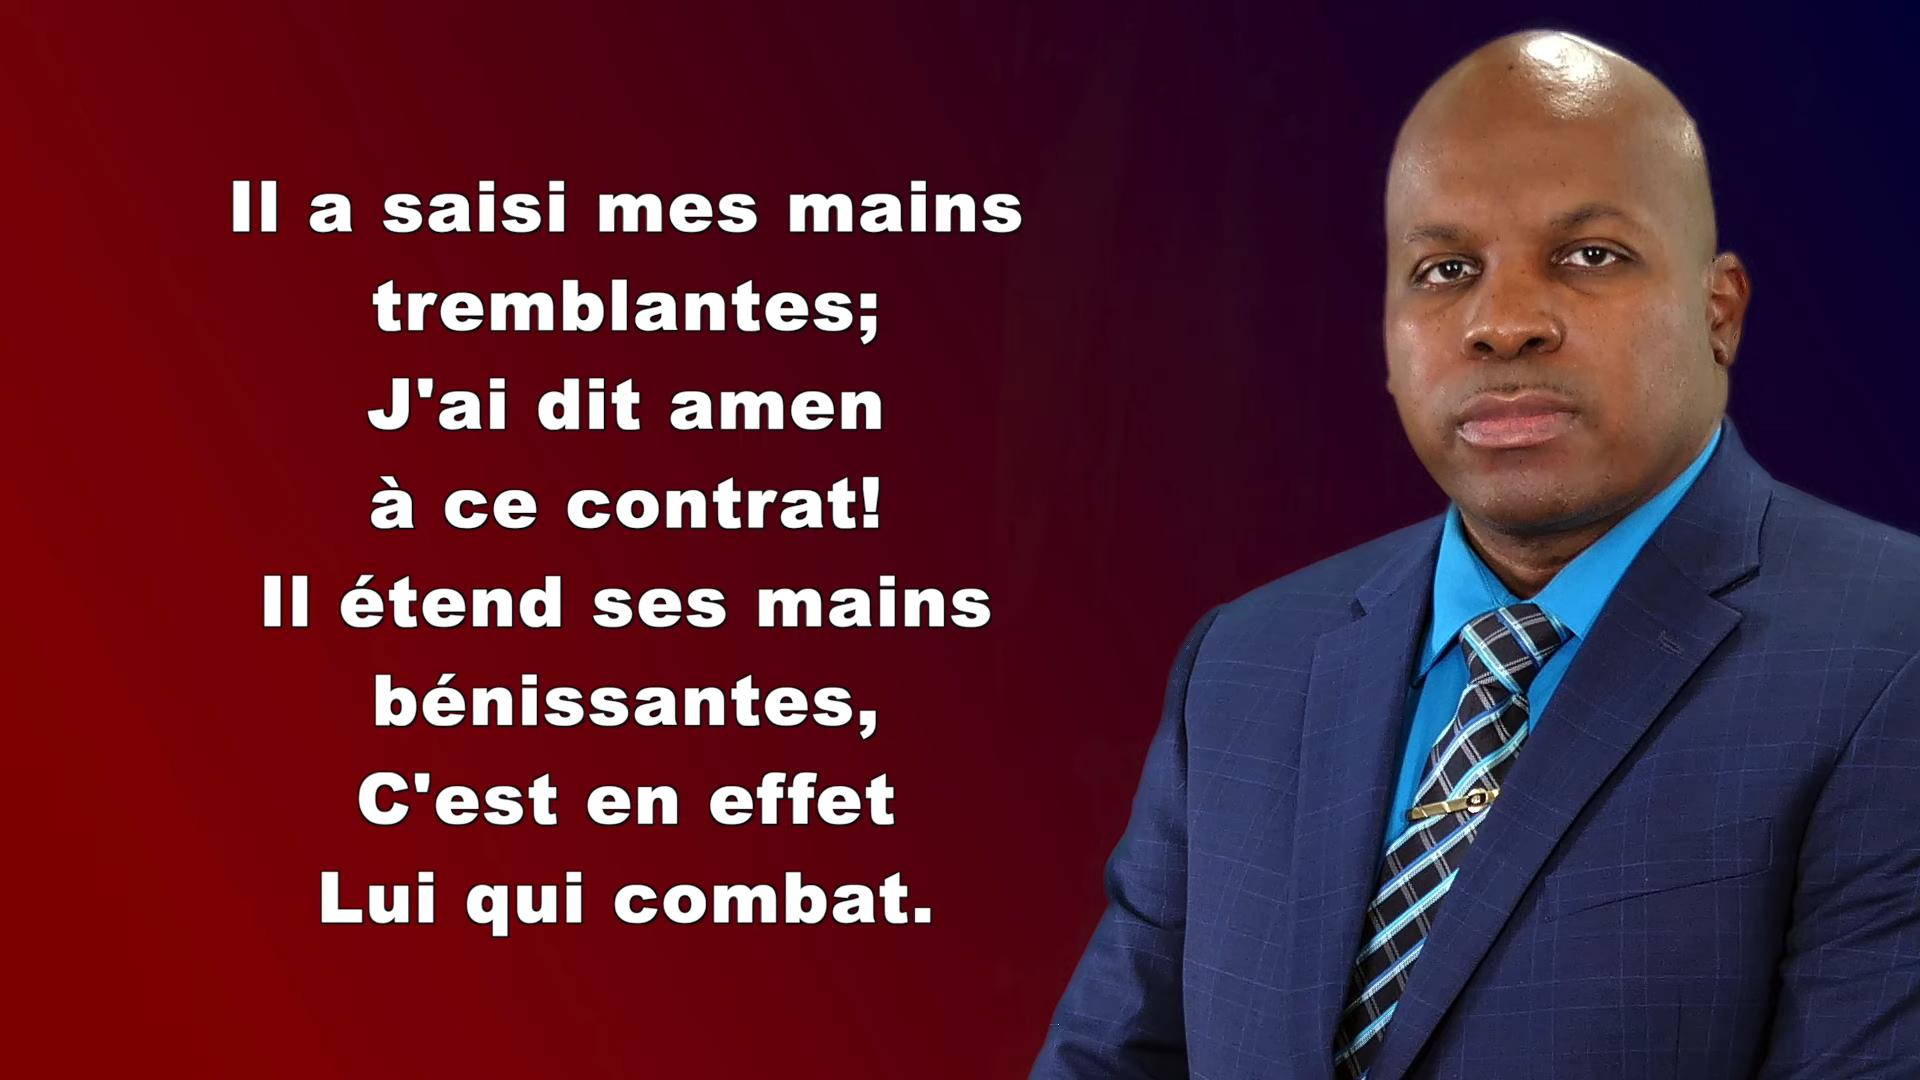 Il a saisi mes mains
tremblantes;
J'ai dit amen
à ce contrat!
Il étend ses mains
bénissantes,
C'est en effet
Lui qui combat.